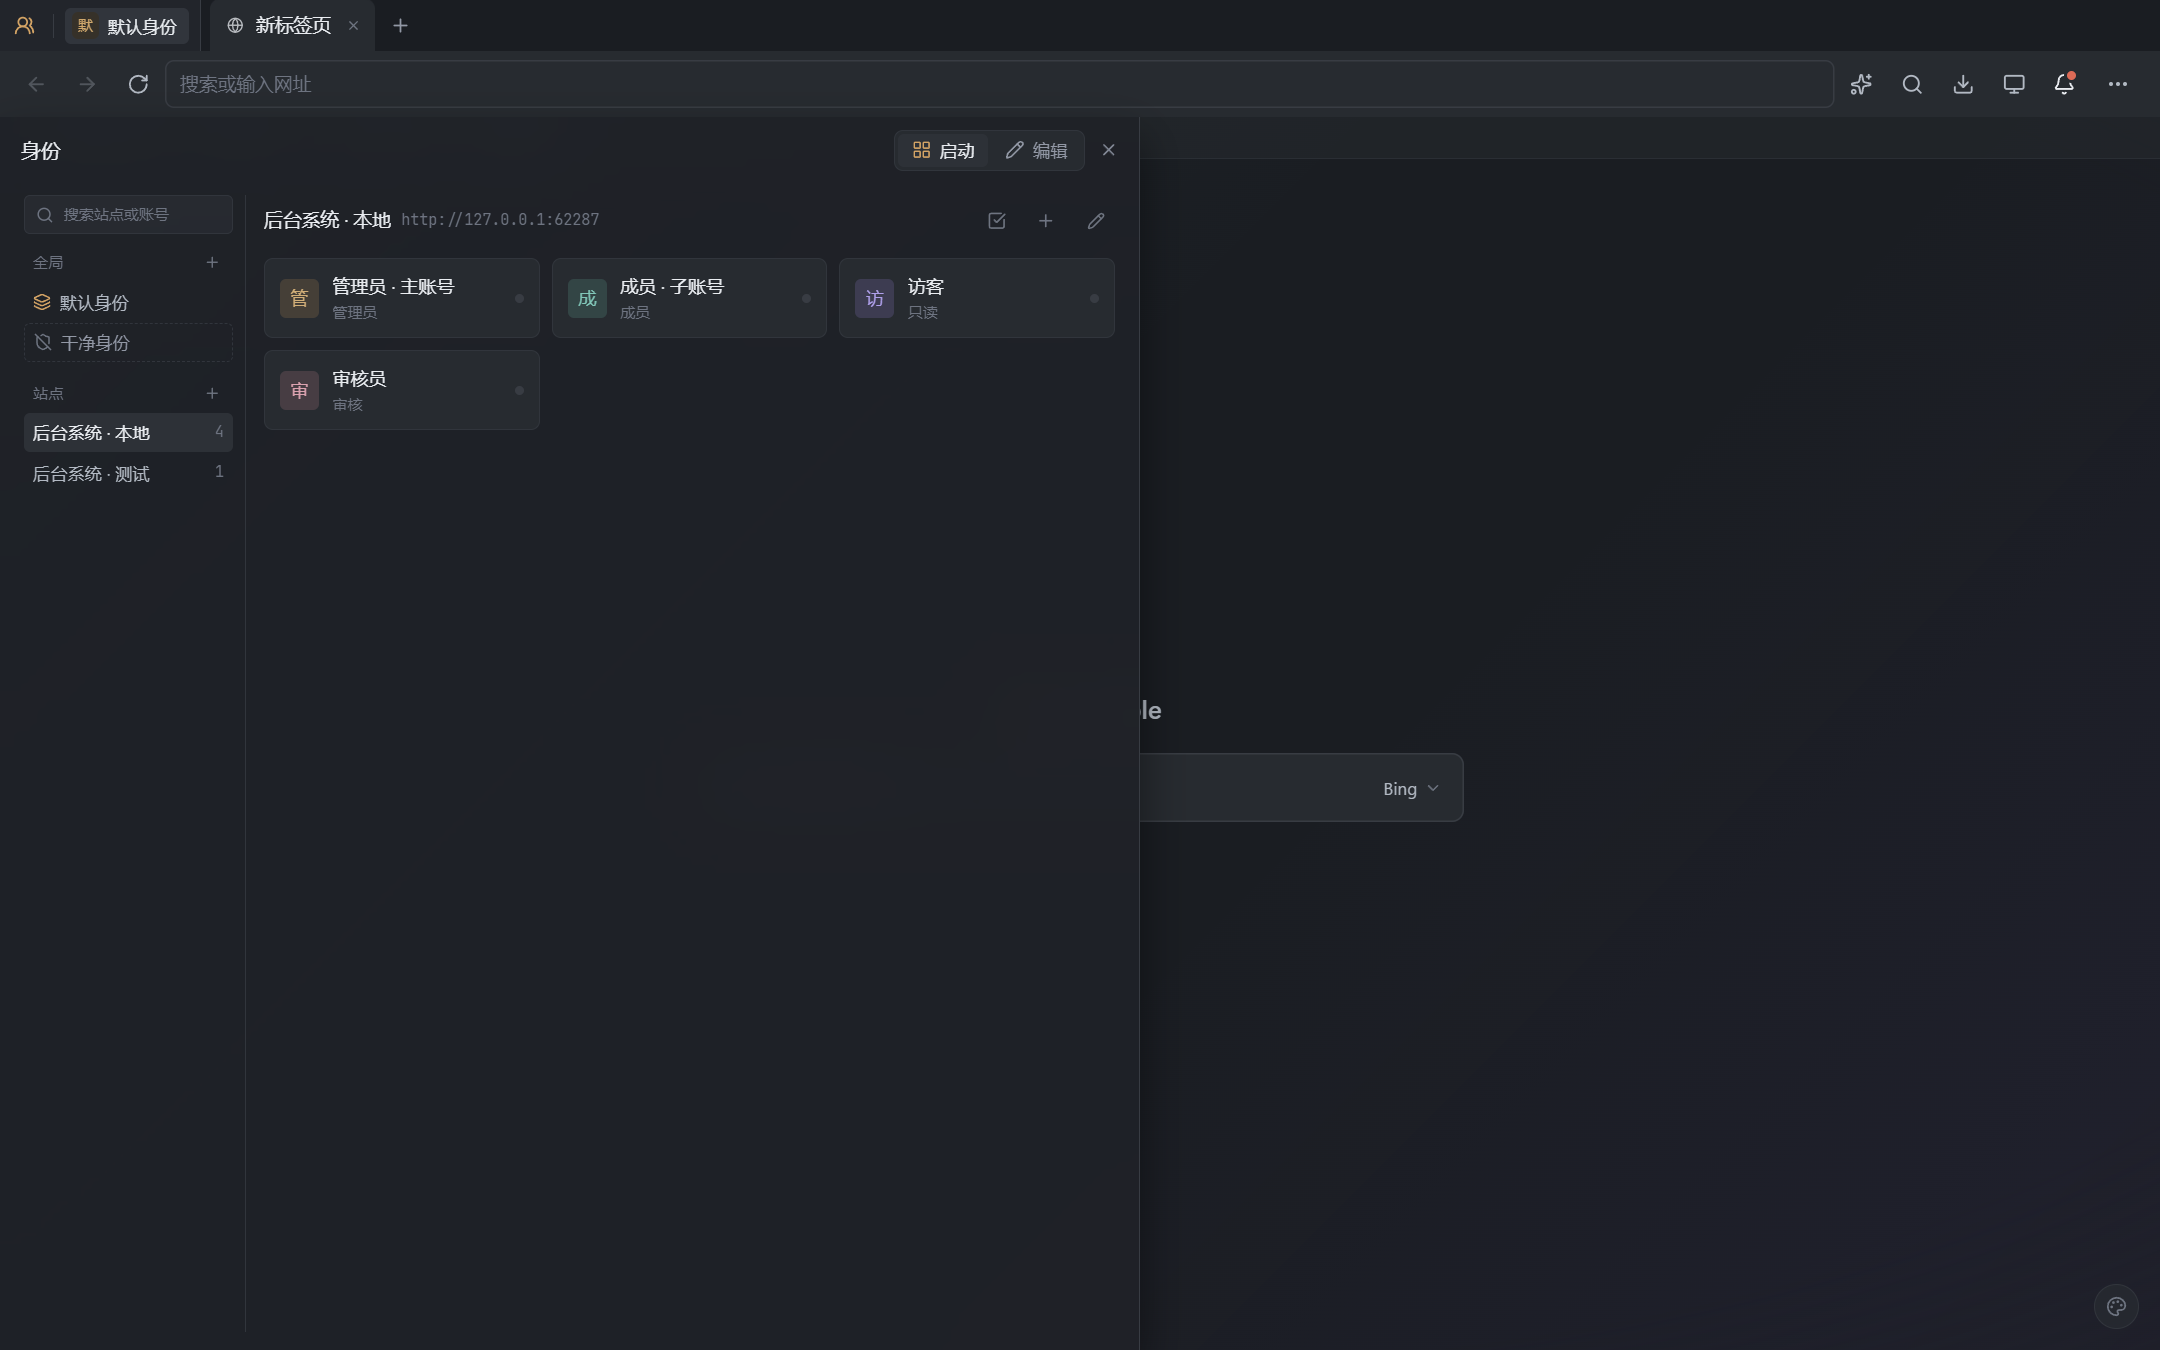 默 默认身份
新标签页
搜索或输入网址
身份
启动
编辑
搜索站点或账号
全局
默认身份
干净身份
站点
后台系统 · 本地 4
后台系统 · 测试 1
后台系统 · 本地 http://127.0.0.1:62287
管 管理员 · 主账号
管理员
成 成员 · 子账号
成员
访 访客
只读
审 审核员
审核
le
Bing